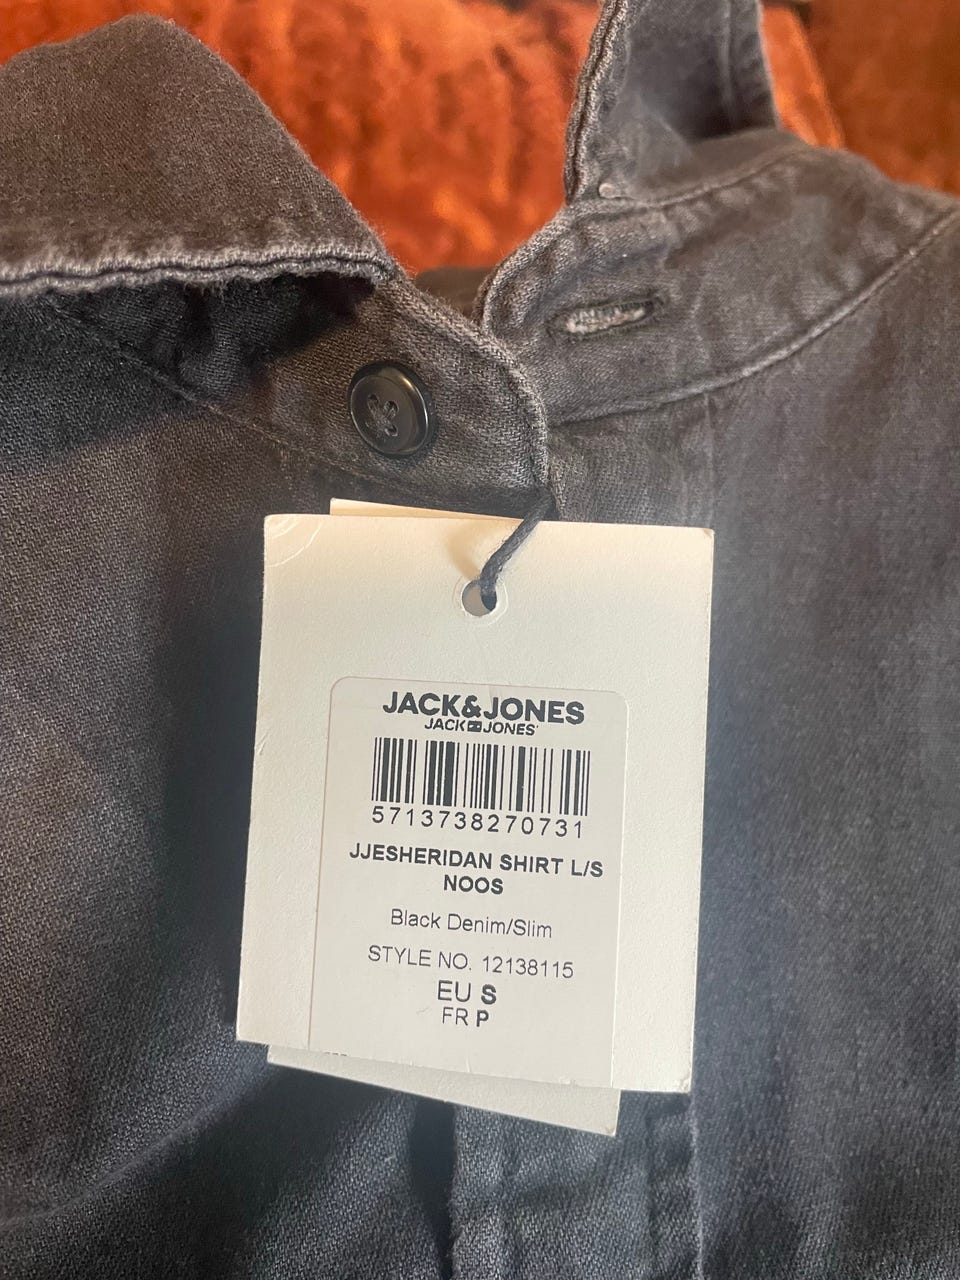 JACK&JONES
JACK JONES
5713738270731
JJESHERIDAN SHIRT L/S
NOOS
Black Denim/Slim
STYLE NO. 12138115
EU S
FR P